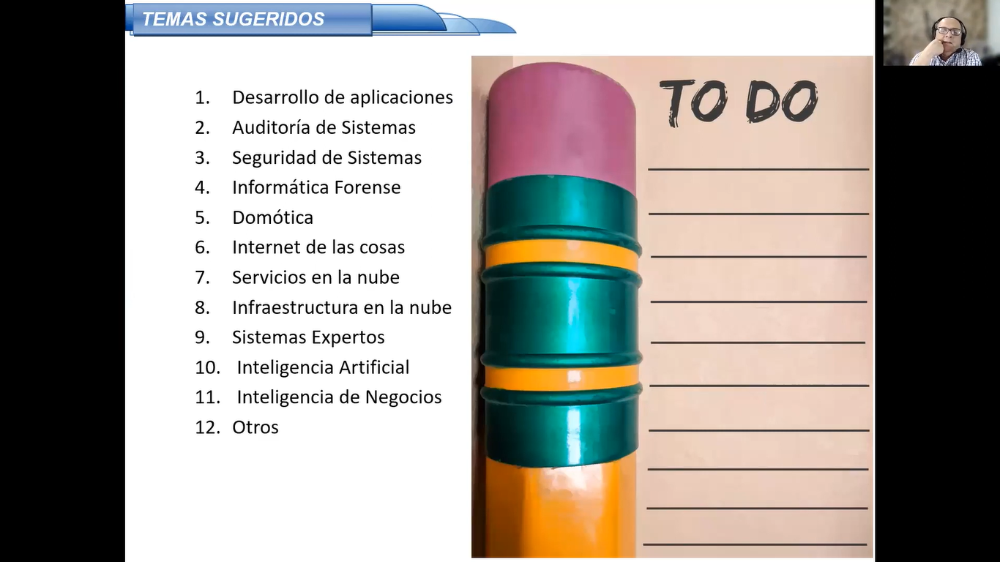 TEMAS SUGERIDOS
1. Desarrollo de aplicaciones
2. Auditoría de Sistemas
3. Seguridad de Sistemas
4. Informática Forense
5. Domótica
6. Internet de las cosas
7. Servicios en la nube
8. Infraestructura en la nube
9. Sistemas Expertos
10. Inteligencia Artificial
11. Inteligencia de Negocios
12. Otros
TO DO